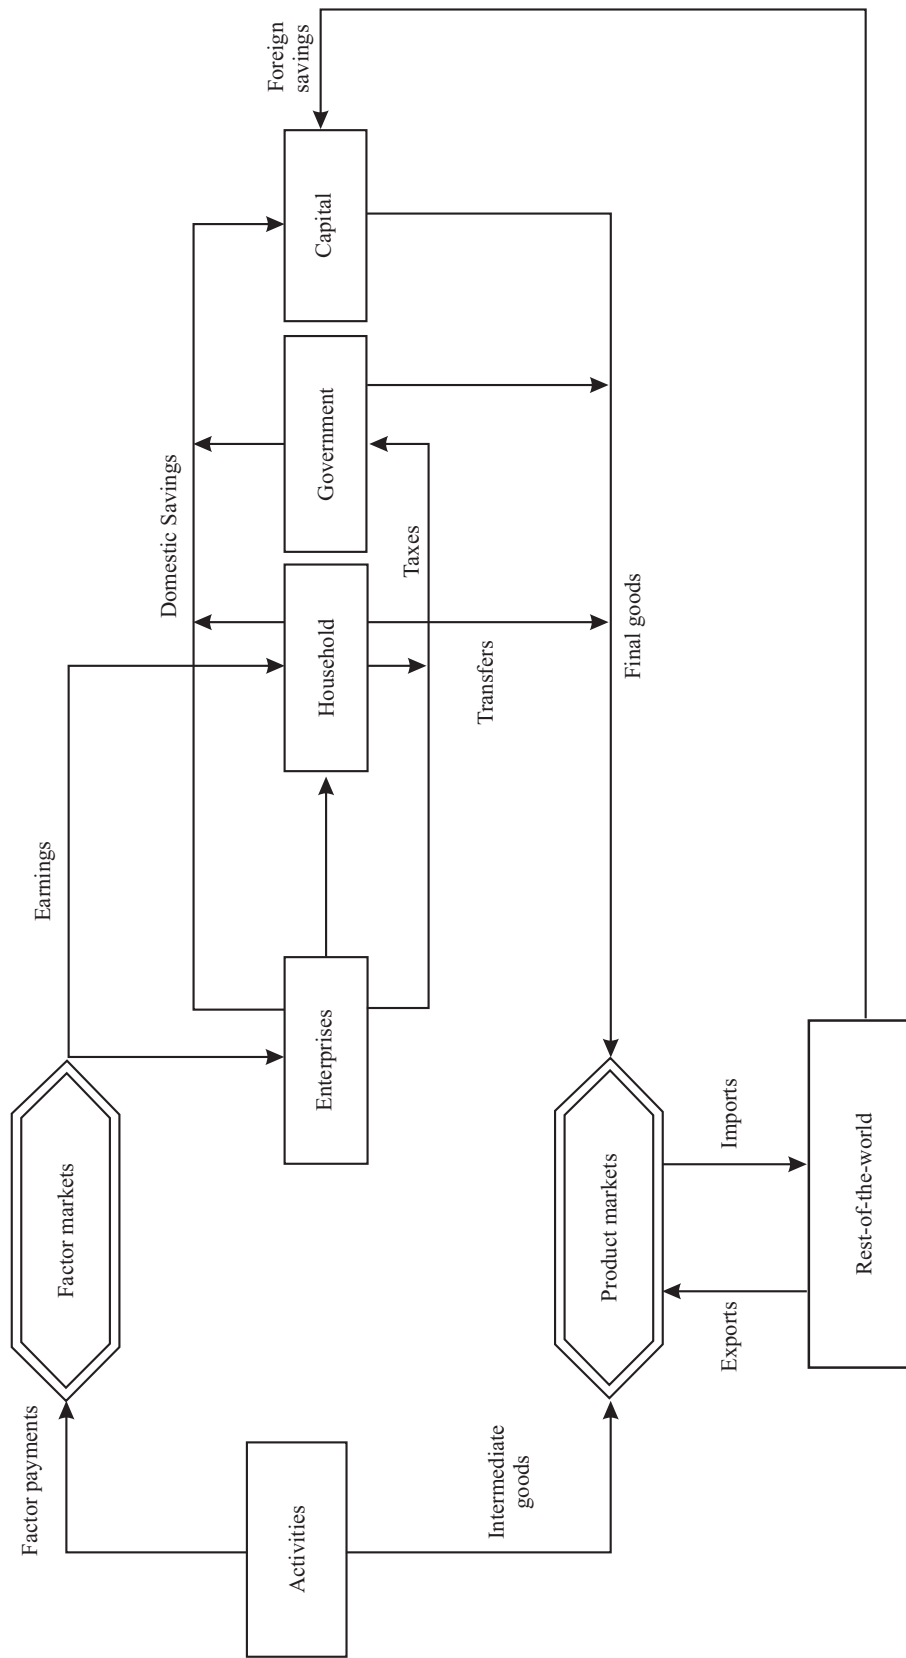 Factor payments
Factor markets
Earnings
Domestic Savings
Foreign
savings
Activities
Enterprises
Household
Government
Capital
Taxes
Transfers
Intermediate
goods
Product markets
Final goods
Exports
Imports
Rest-of-the-world